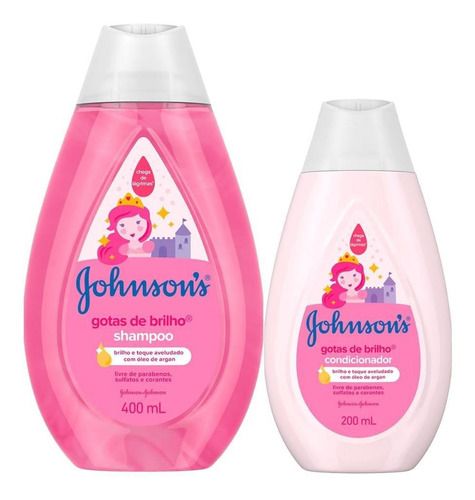 chega de
lágrimas
Johnson's®
gotas de brilho®
shampoo
brilho e toque aveludado
com óleo de argan
livre de parabenos,
sulfatos e corantes
Johnson & Johnson
400 mL
chega de
lágrimas
Johnson's®
gotas de brilho®
condicionador
brilho e toque aveludado
com óleo de argan
livre de parabenos,
sulfatos e corantes
Johnson & Johnson
200 mL